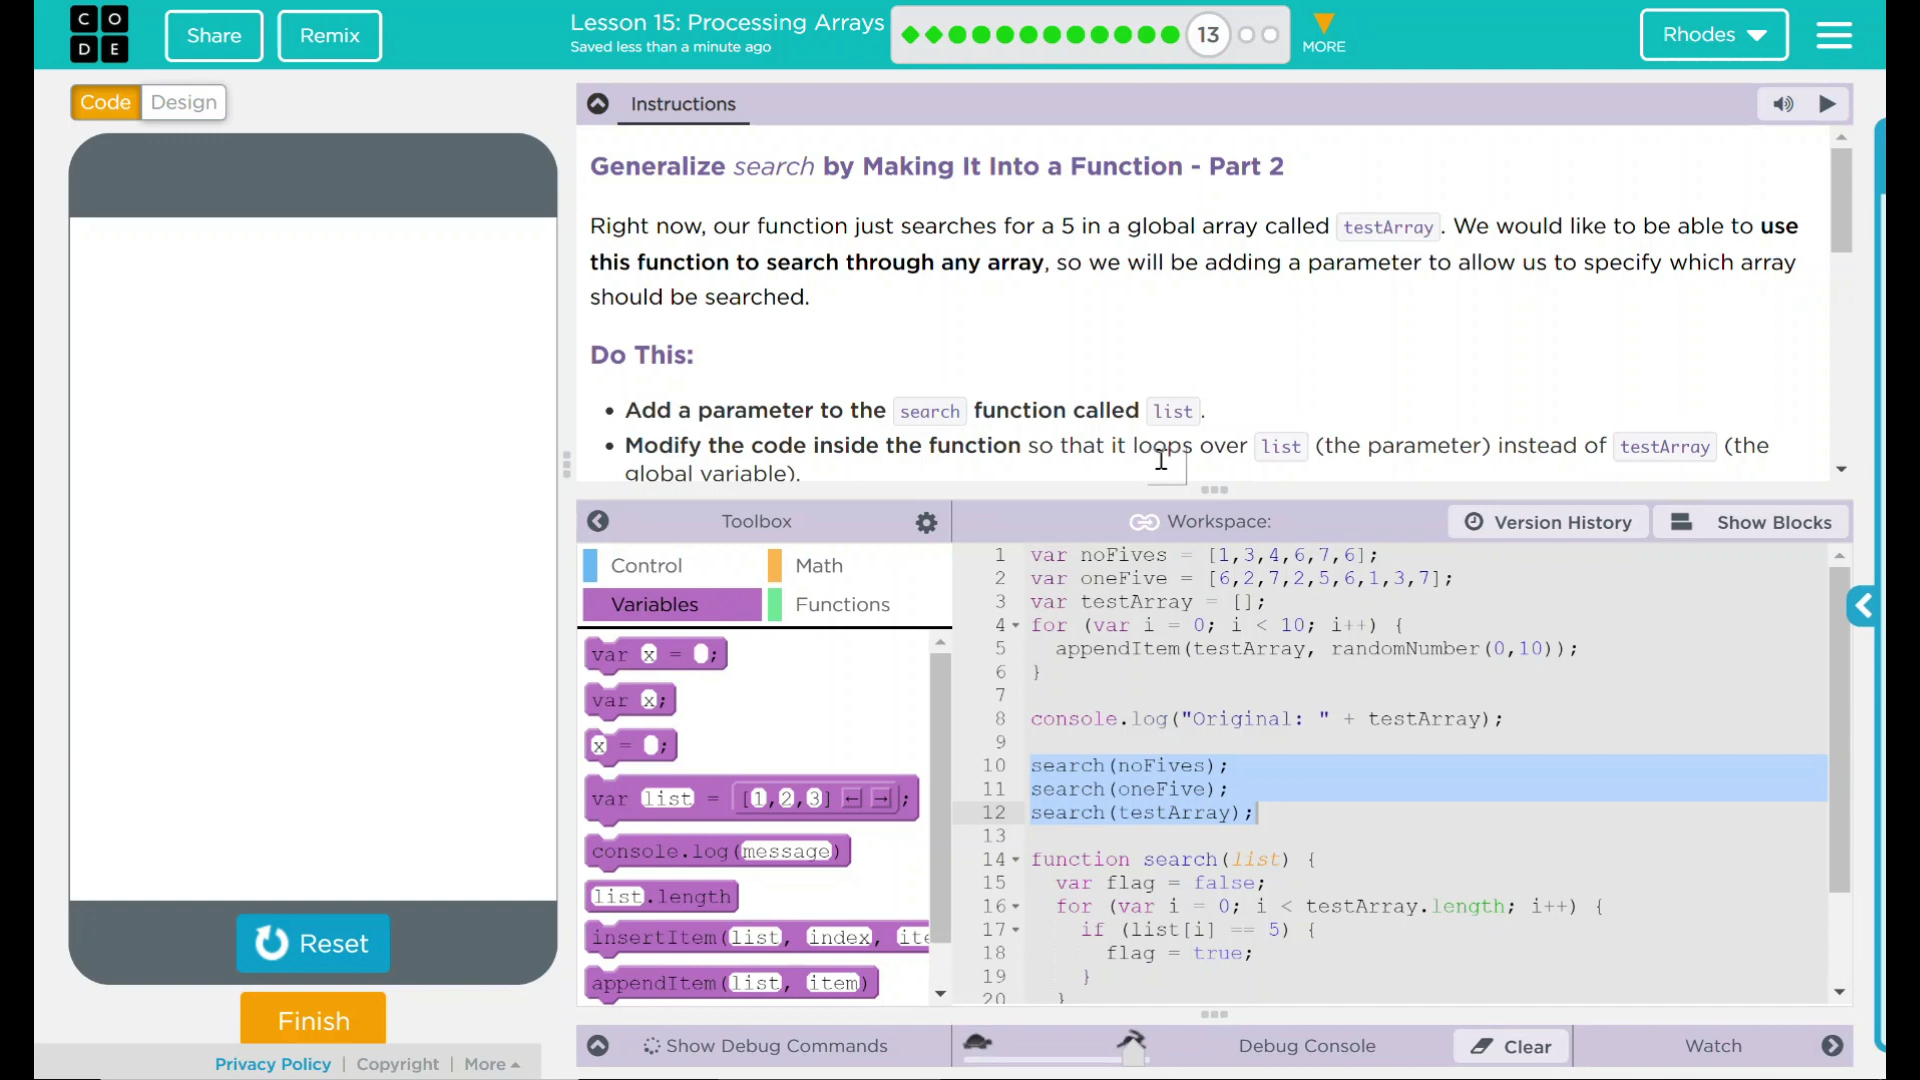 C O
D E
Share
Remix
Lesson 15: Processing Arrays
Saved less than a minute ago
13
MORE
Rhodes
Code
Design
Instructions
Generalize search by Making It Into a Function - Part 2
Right now, our function just searches for a 5 in a global array called testArray. We would like to be able to use
this function to search through any array, so we will be adding a parameter to allow us to specify which array
should be searched.
Do This:
• Add a parameter to the search function called list.
• Modify the code inside the function so that it loops over list (the parameter) instead of testArray (the
global variable).
Toolbox
Workspace:
Version History
Show Blocks
Control
Math
Variables
Functions
var x = ;
var x;
x = ;
var list = [1,2,3] ← → ;
console.log(message)
list.length
insertItem(list, index, ite
appendItem(list, item)
1 var noFives = [1,3,4,6,7,6];
2 var oneFive = [6,2,7,2,5,6,1,3,7];
3 var testArray = [];
4 for (var i = 0; i < 10; i++) {
5 appendItem(testArray, randomNumber(0,10));
6 }
7
8 console.log("Original: " + testArray);
9
10 search(noFives);
11 search(oneFive);
12 search(testArray);
13
14 function search(list) {
15 var flag = false;
16 for (var i = 0; i < testArray.length; i++) {
17 if (list[i] == 5) {
18 flag = true;
19 }
20 }
Reset
Finish
Privacy Policy | Copyright | More
Show Debug Commands
Debug Console
Clear
Watch